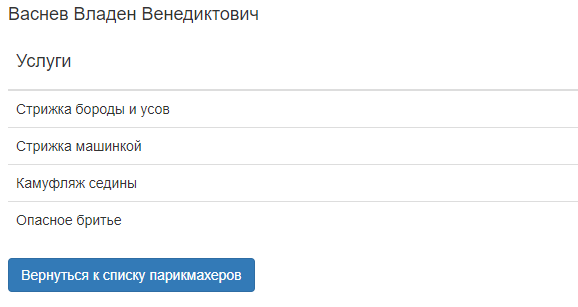 Васнев Владен Венедиктович
Услуги
Стрижка бороды и усов
Стрижка машинкой
Камуфляж седины
Опасное бритье
Вернуться к списку парикмахеров